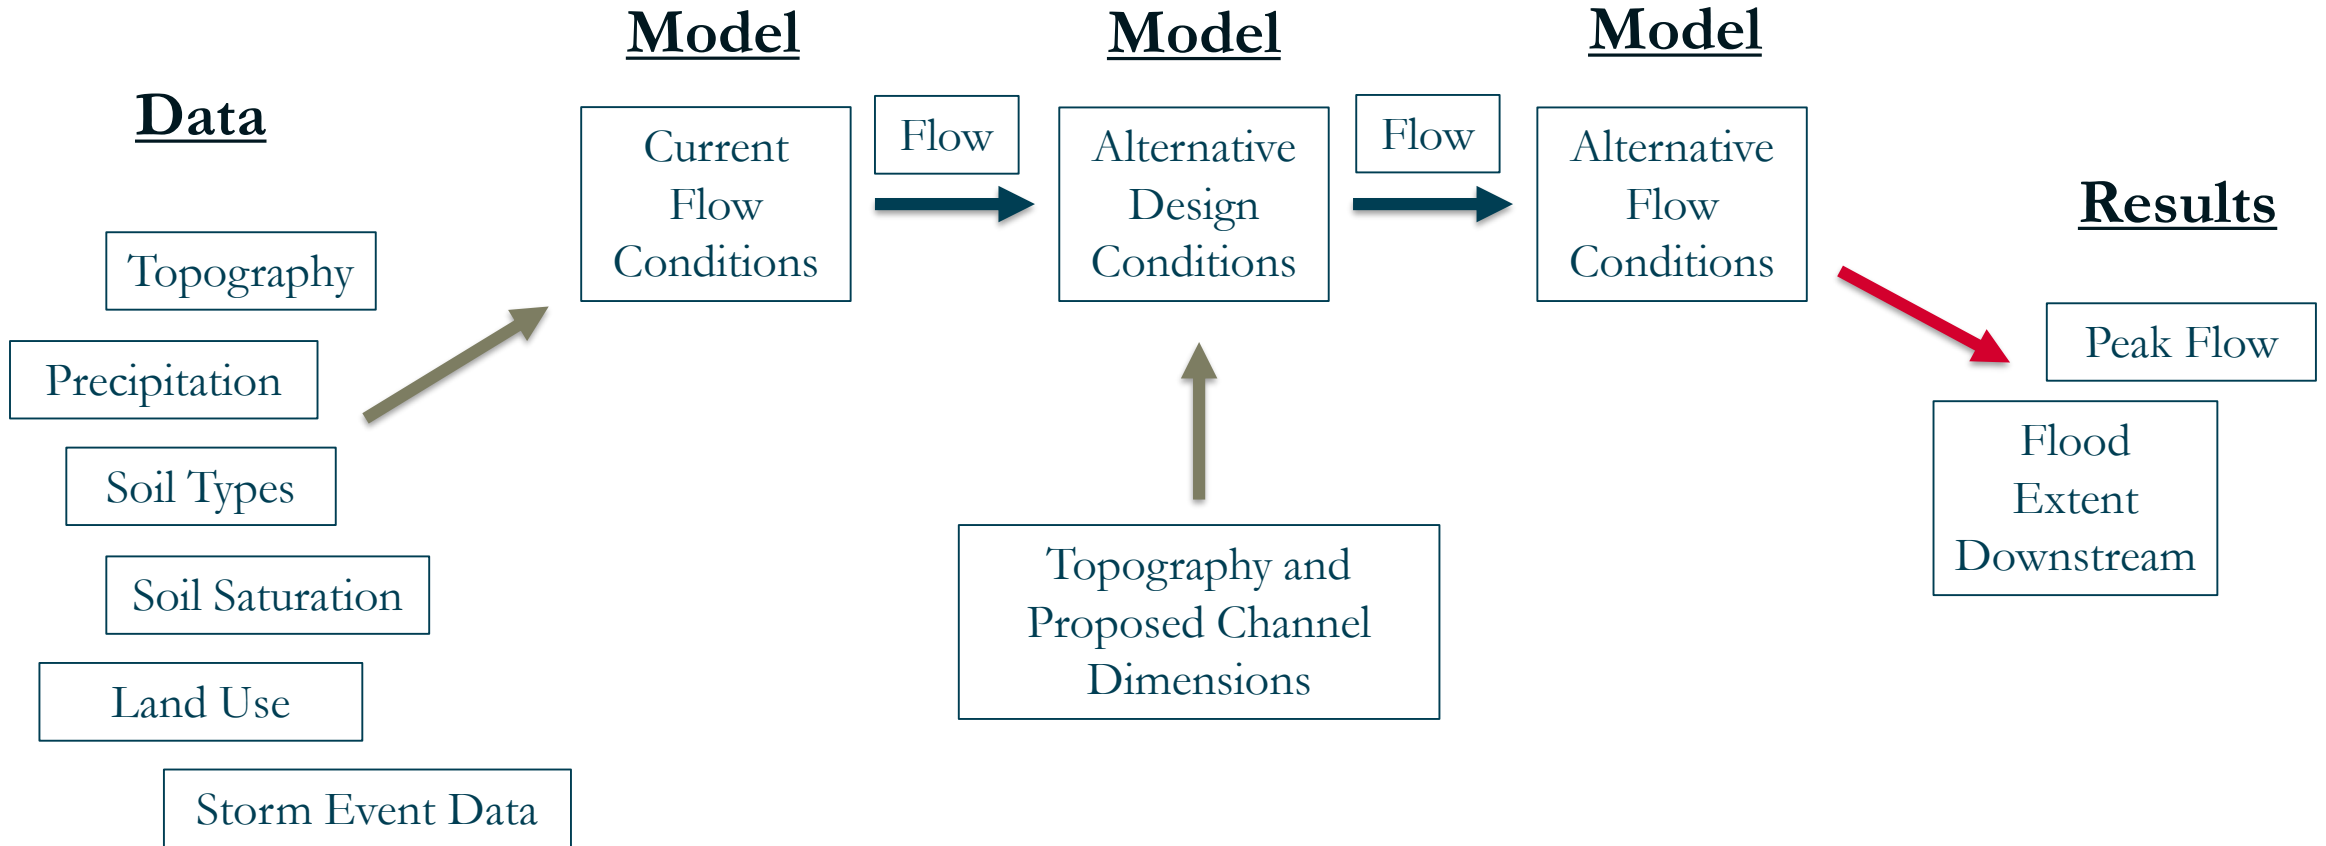 Data
Topography
Precipitation
Soil Types
Soil Saturation
Land Use
Storm Event Data
Model
Current
Flow
Conditions
Flow
Model
Alternative
Design
Conditions
Topography and
Proposed Channel
Dimensions
Flow
Model
Alternative
Flow
Conditions
Results
Peak Flow
Flood
Extent
Downstream